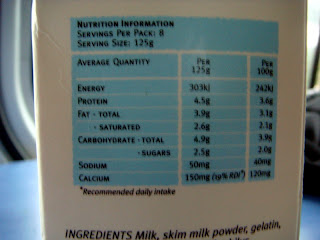 NUTRITION INFORMATION
SERVINGS PER PACK: 8
SERVING SIZE: 125g
AVERAGE QUANTITY PER 125g PER 100g
ENERGY 303kJ 242kJ
PROTEIN 4.5g 3.6g
FAT - TOTAL 3.9g 3.1g
- SATURATED 2.6g 2.1g
CARBOHYDRATE - TOTAL 4.9g 3.9g
- SUGARS 2.5g 2.0g
SODIUM 50mg 40mg
CALCIUM 150mg (19% RDI*) 120mg
*Recommended daily intake
INGREDIENTS Milk, skim milk powder, gelatin,